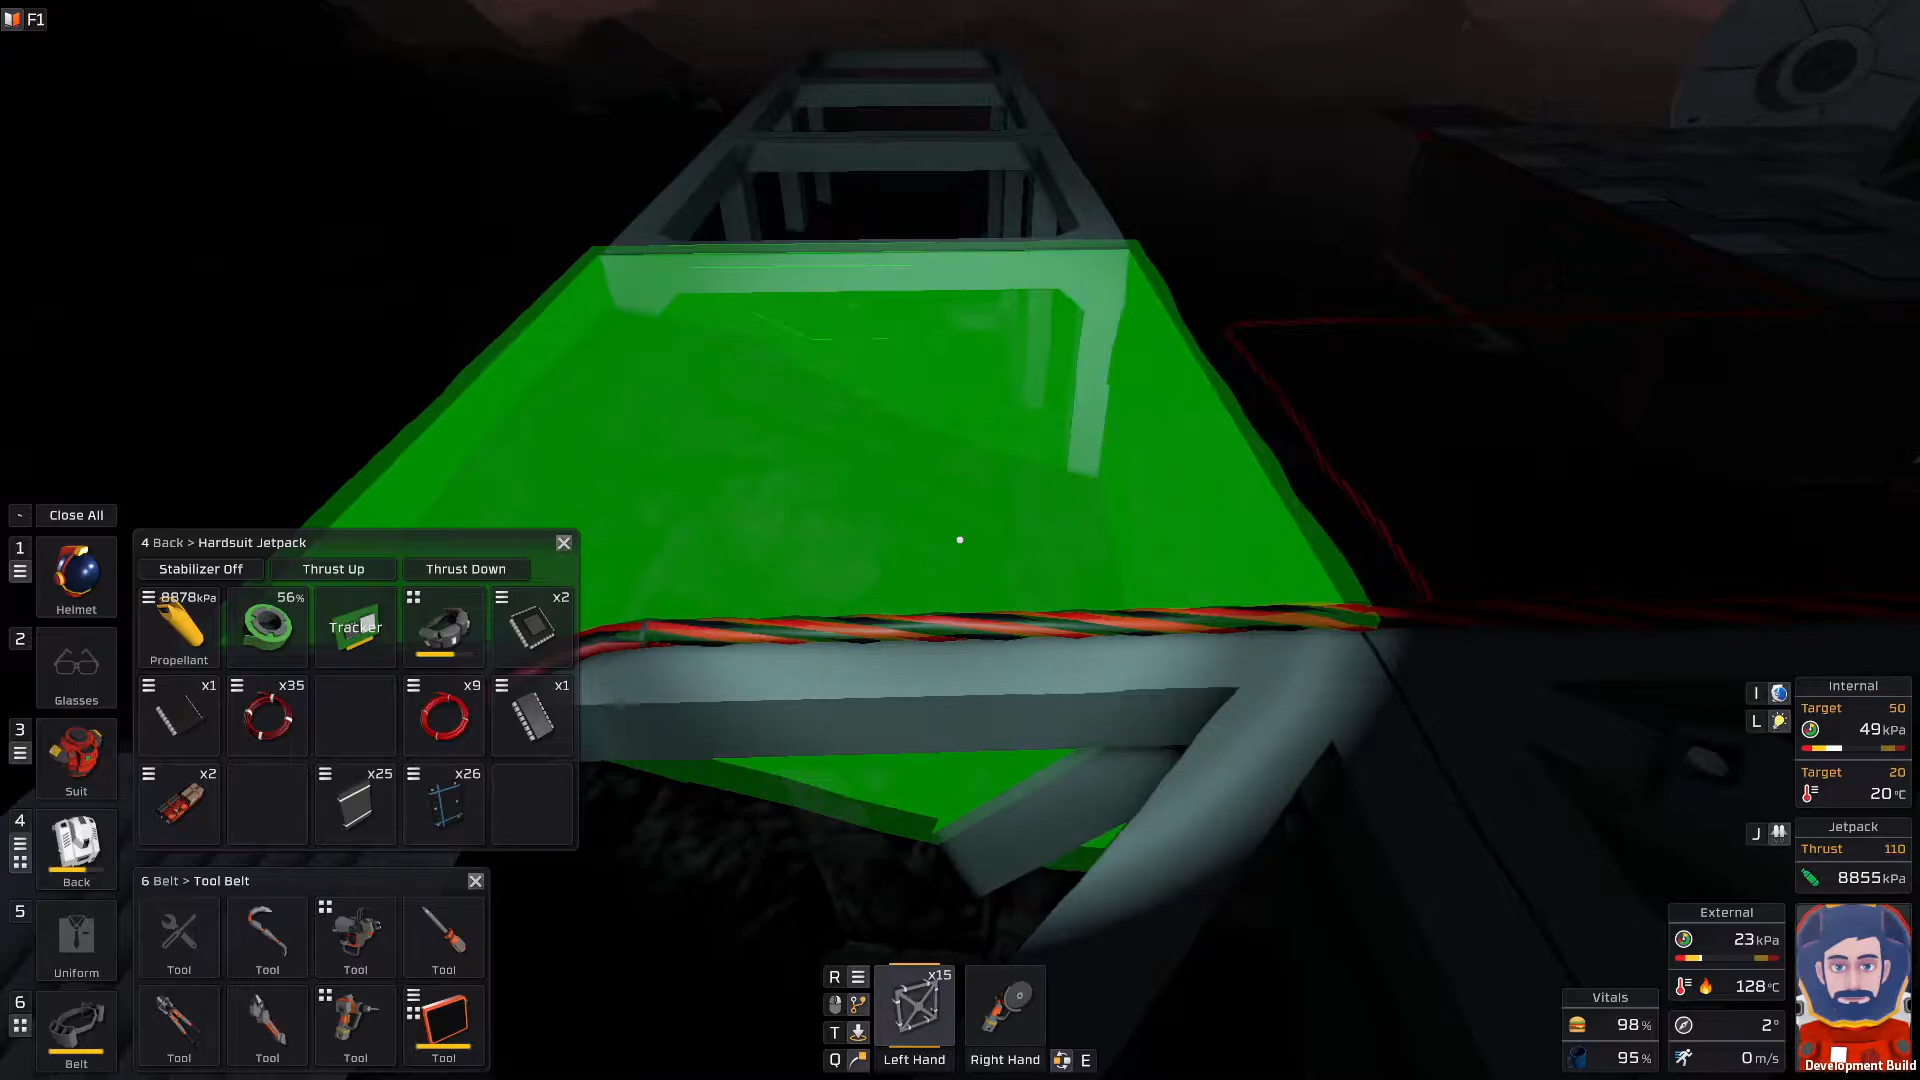 F1
~ Close All
1
Helmet
2
Glasses
3
Suit
4
Back
5
Uniform
6
Belt
4 Back > Hardsuit Jetpack
Stabilizer Off Thrust Up Thrust Down
8878kPa 56% x2
Tracker
Propellant
x1 x35 x9 x1
x2 x25 x26
6 Belt > Tool Belt
Tool Tool Tool Tool
Tool Tool Tool Tool
R x15
T
Q Left Hand Right Hand E
I
L
J
Internal
Target 50
49kPa
Target 20
20°C
Jetpack
Thrust 110
8855kPa
External
23kPa
128°C
Vitals
98%
95%
2°
0m/s
Development Build